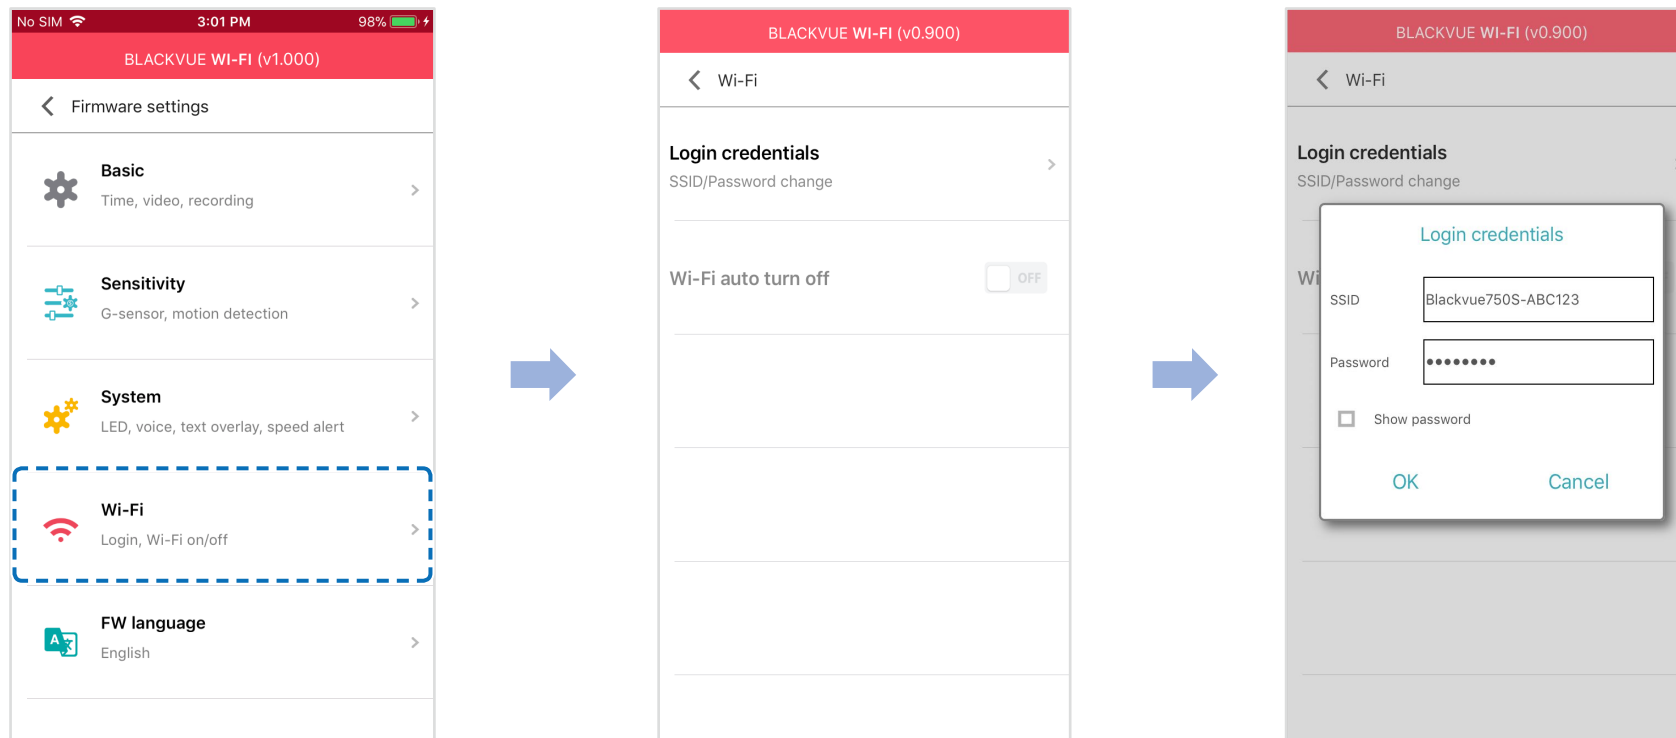 No SIM 3:01 PM 98%
BLACKVUE WI-FI (v1.000)
Firmware settings
Basic
Time, video, recording
Sensitivity
G-sensor, motion detection
System
LED, voice, text overlay, speed alert
Wi-Fi
Login, Wi-Fi on/off
FW language
English
BLACKVUE WI-FI (v0.900)
Wi-Fi
Login credentials
SSID/Password change
Wi-Fi auto turn off
OFF
BLACKVUE WI-FI (v0.900)
Wi-Fi
Login credentials
SSID/Password change
Wi
Login credentials
SSID Blackvue750S-ABC123
Password ••••••••
Show password
OK Cancel